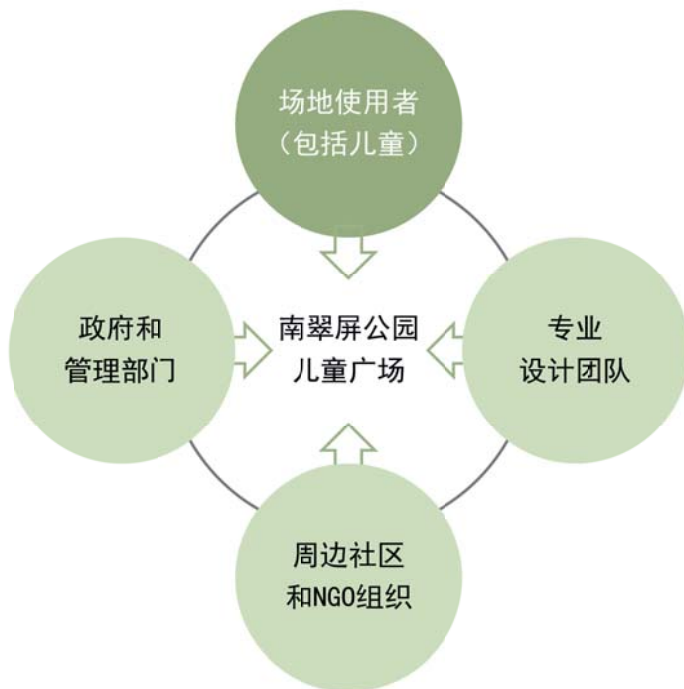 场地使用者
（包括儿童）
政府和
管理部门
南翠屏公园
儿童广场
专业
设计团队
周边社区
和NGO组织